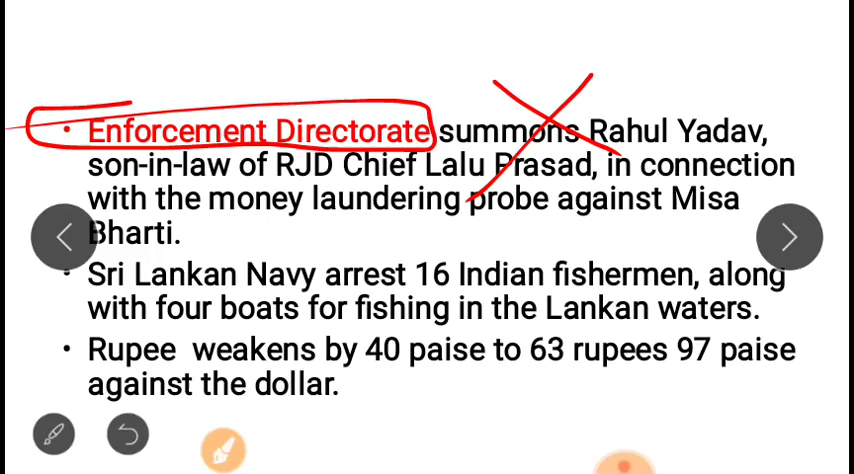 • Enforcement Directorate summons Rahul Yadav,
son-in-law of RJD Chief Lalu Prasad, in connection
with the money laundering probe against Misa
Bharti.
• Sri Lankan Navy arrest 16 Indian fishermen, along
with four boats for fishing in the Lankan waters.
• Rupee weakens by 40 paise to 63 rupees 97 paise
against the dollar.